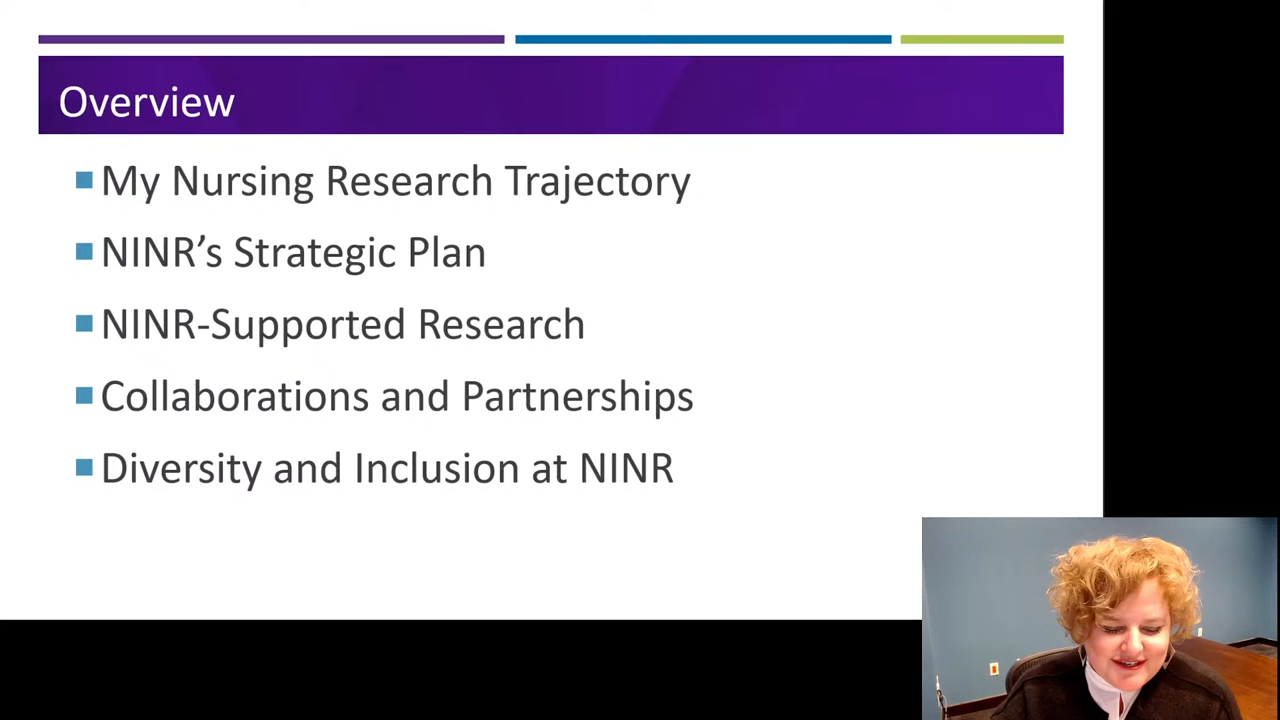 Overview
My Nursing Research Trajectory
NINR’s Strategic Plan
NINR-Supported Research
Collaborations and Partnerships
Diversity and Inclusion at NINR